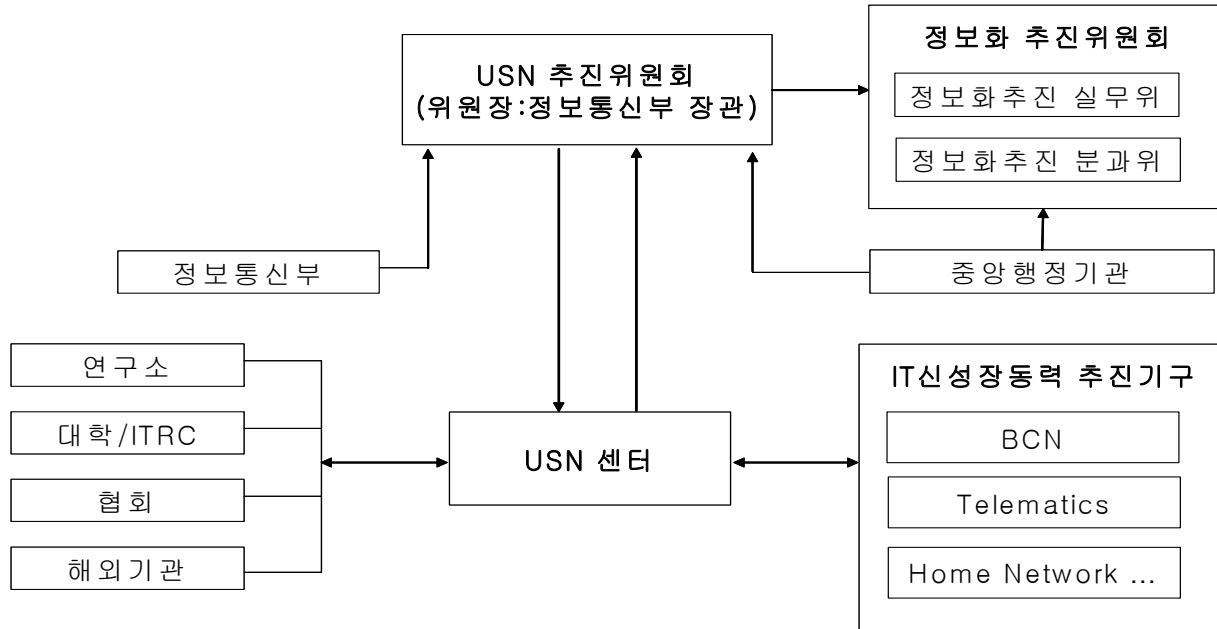 정보화 추진위원회
USN 추진위원회
(위원장:정보통신부 장관)
정보화추진 실무위
정보화추진 분과위
정보통신부
중앙행정기관
연구소
대학/ITRC
협회
해외기관
USN 센터
IT신성장동력 추진기구
BCN
Telematics
Home Network ...